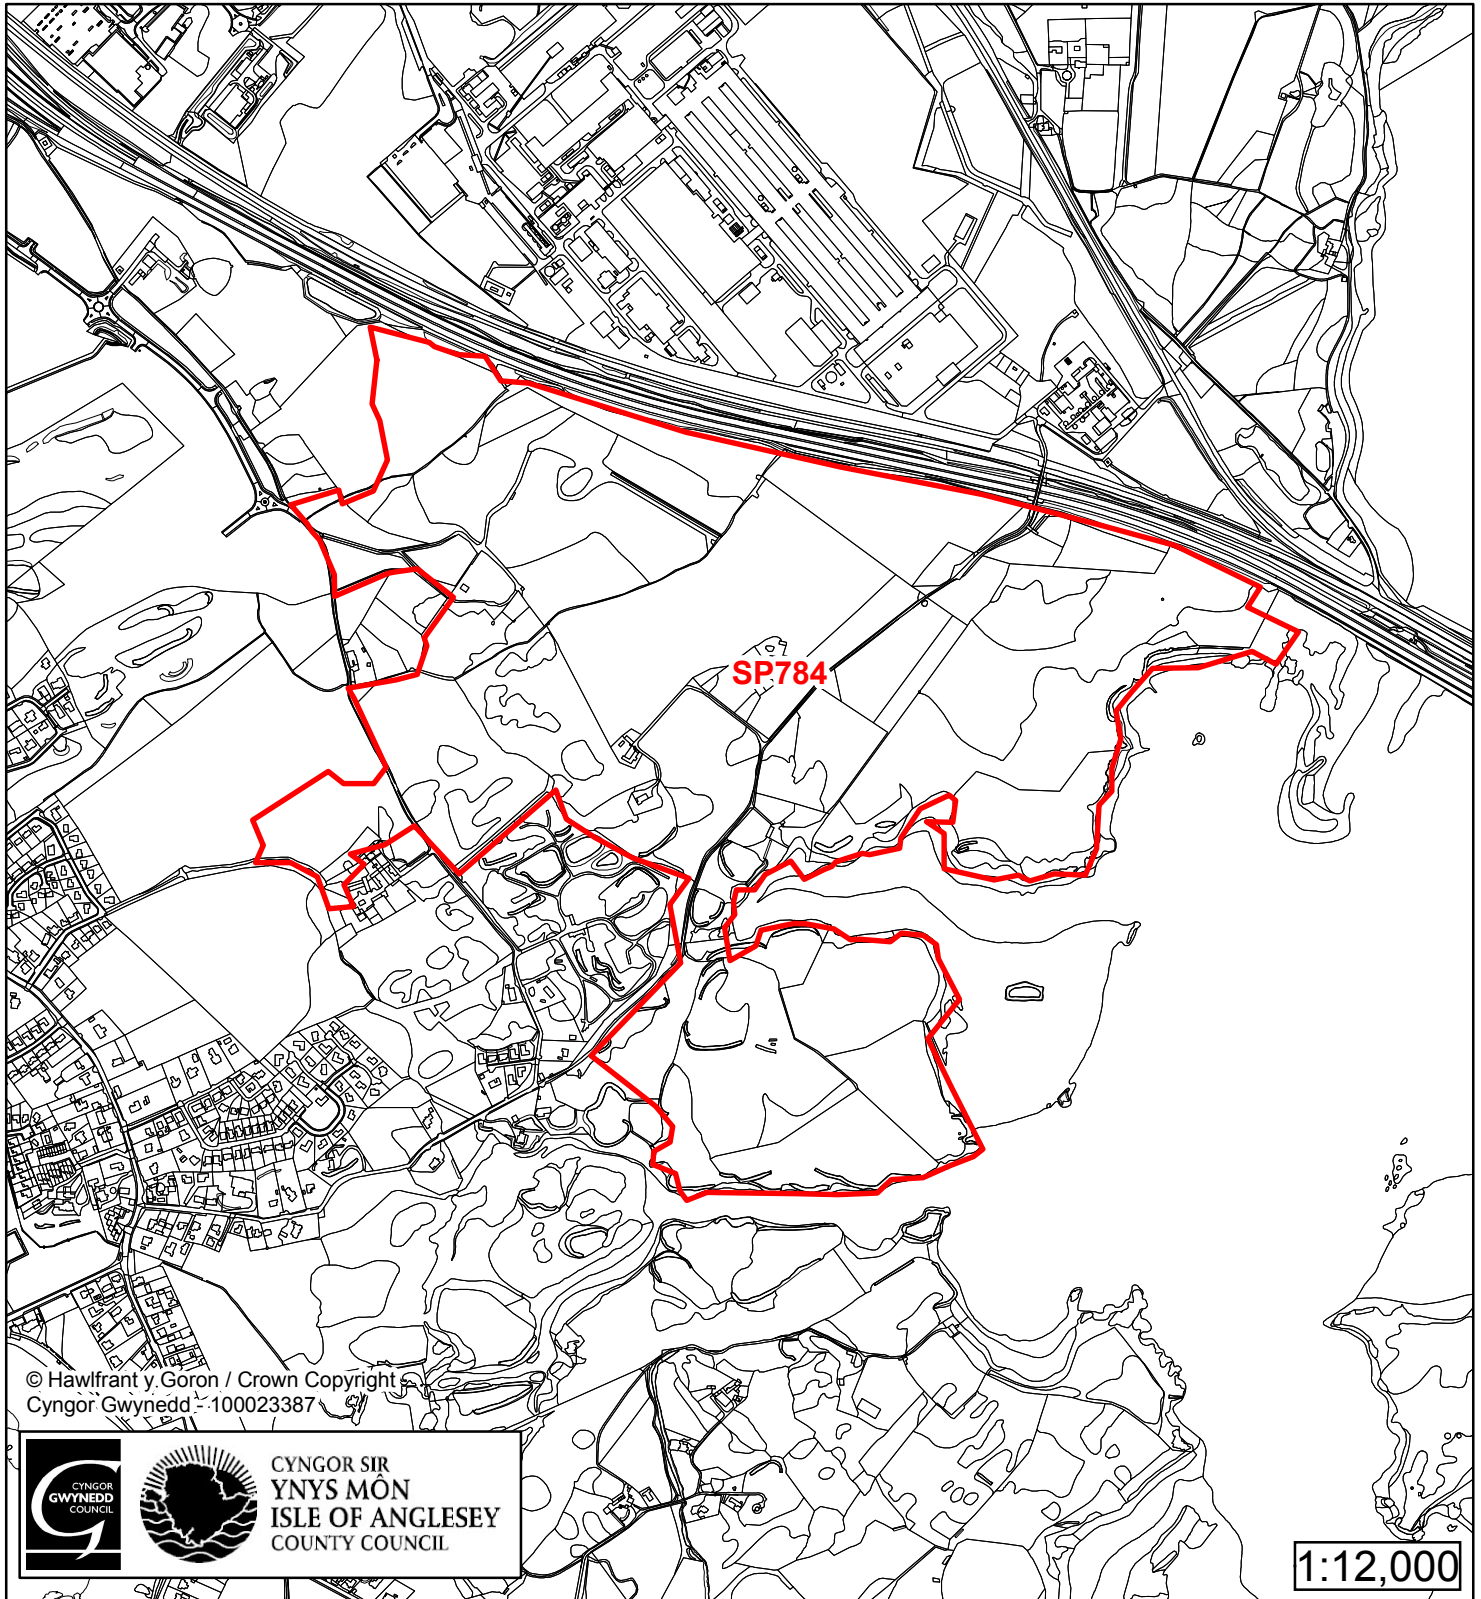 SP784
© Hawlfrant y Goron / Crown Copyright
Cyngor Gwynedd - 100023387
CYNGOR
GWYNEDD
COUNCIL
CYNGOR SIR
YNYS MÔN
ISLE OF ANGLESEY
COUNTY COUNCIL
1:12,000